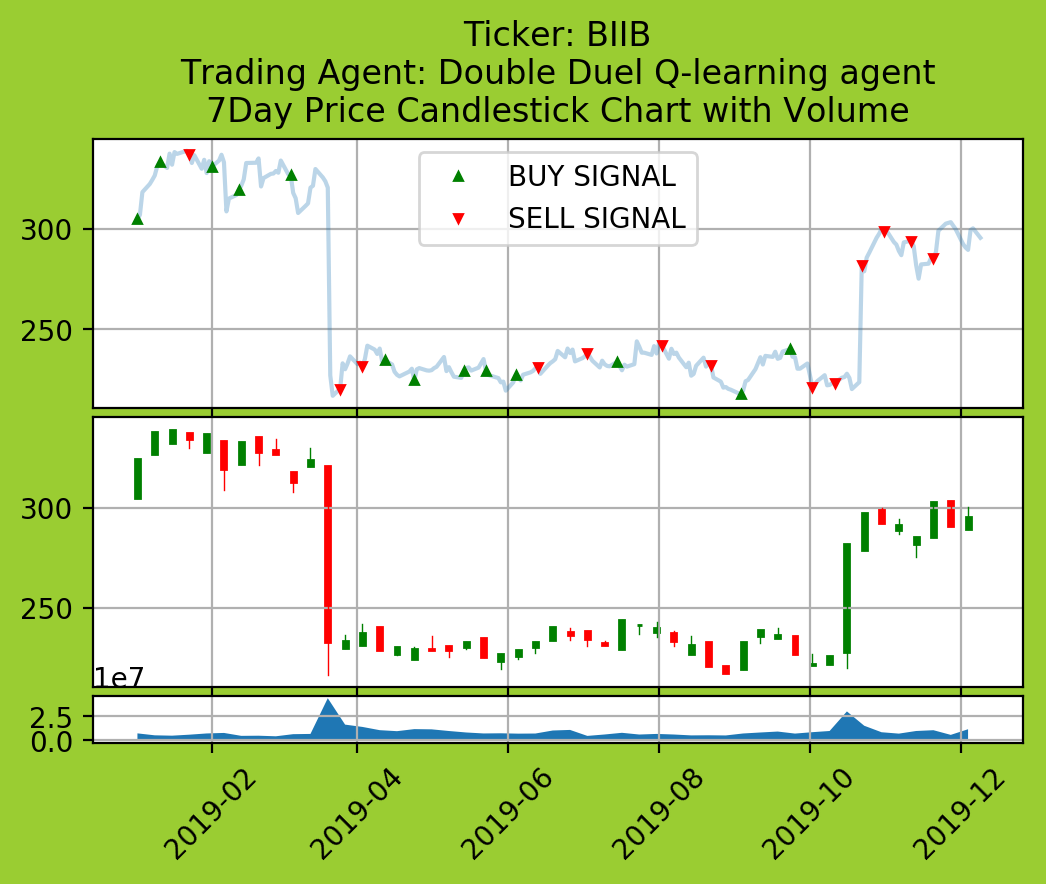 Ticker: BIIB
Trading Agent: Double Duel Q-learning agent
7Day Price Candlestick Chart with Volume
BUY SIGNAL
SELL SIGNAL
300
250
300
250
1e7
2.5
0.0
2019-02
2019-04
2019-06
2019-08
2019-10
2019-12